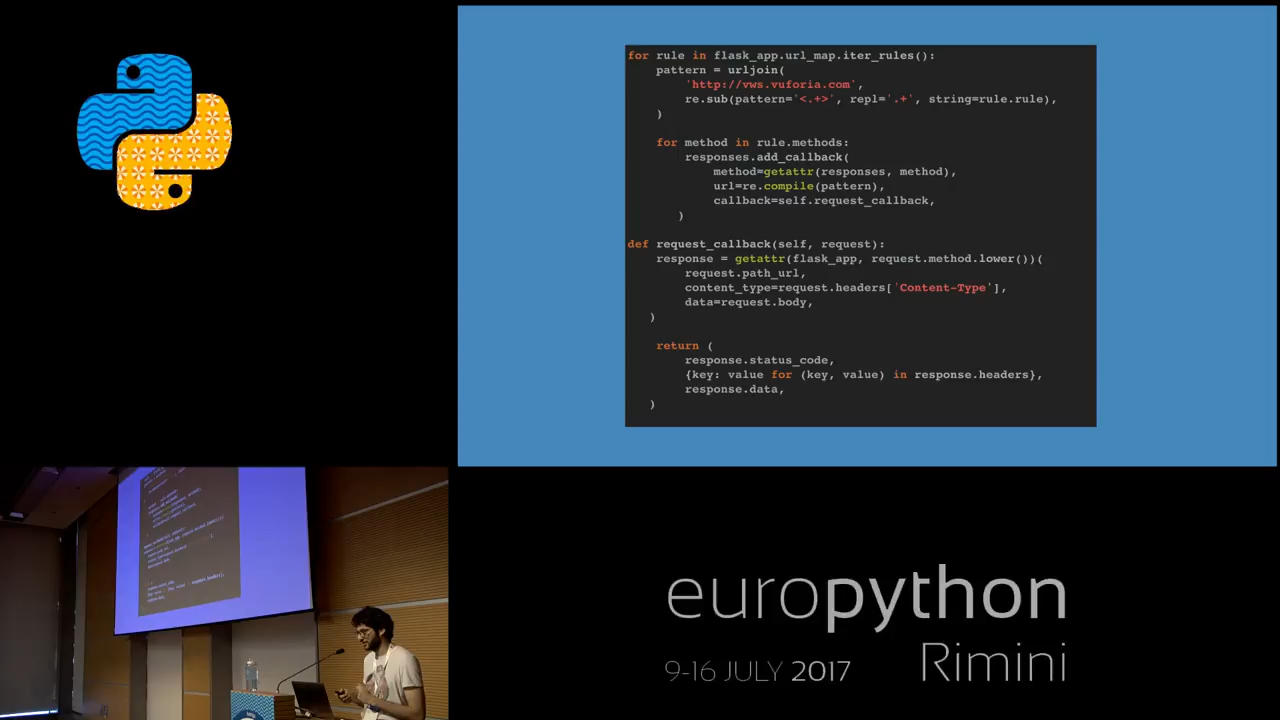 for rule in flask_app.url_map.iter_rules():
    pattern = urljoin(
        'http://vws.vuforia.com',
        re.sub(pattern='<.+>', repl='.+', string=rule.rule),
    )
    for method in rule.methods:
        responses.add_callback(
            method=getattr(responses, method),
            url=re.compile(pattern),
            callback=self.request_callback,
        )
def request_callback(self, request):
    response = getattr(flask_app, request.method.lower())(
        request.path_url,
        content_type=request.headers['Content-Type'],
        data=request.body,
    )
    return (
        response.status_code,
        {key: value for (key, value) in response.headers},
        response.data,
    )
europython
9-16 JULY 2017 Rimini